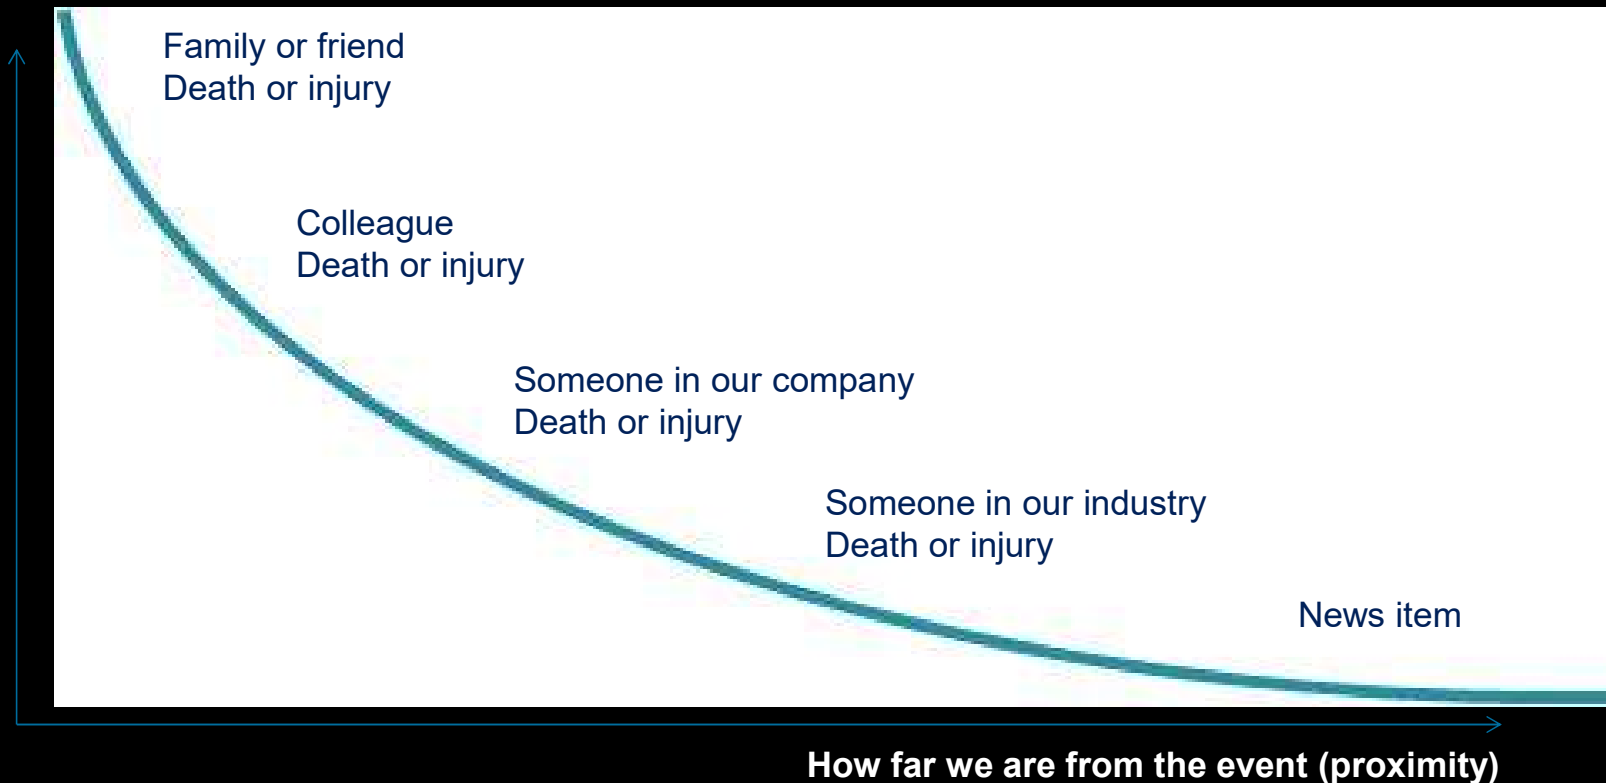 Family or friend
Death or injury
Colleague
Death or injury
Someone in our company
Death or injury
Someone in our industry
Death or injury
News item
How far we are from the event (proximity)